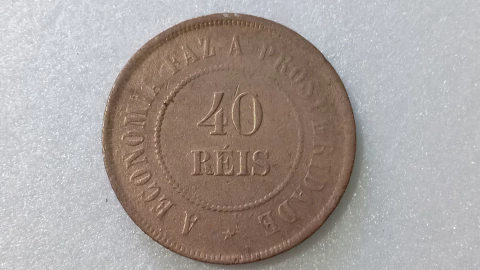 A ECONOMIA FAZ A PROSPERIDADE
40
RÉIS